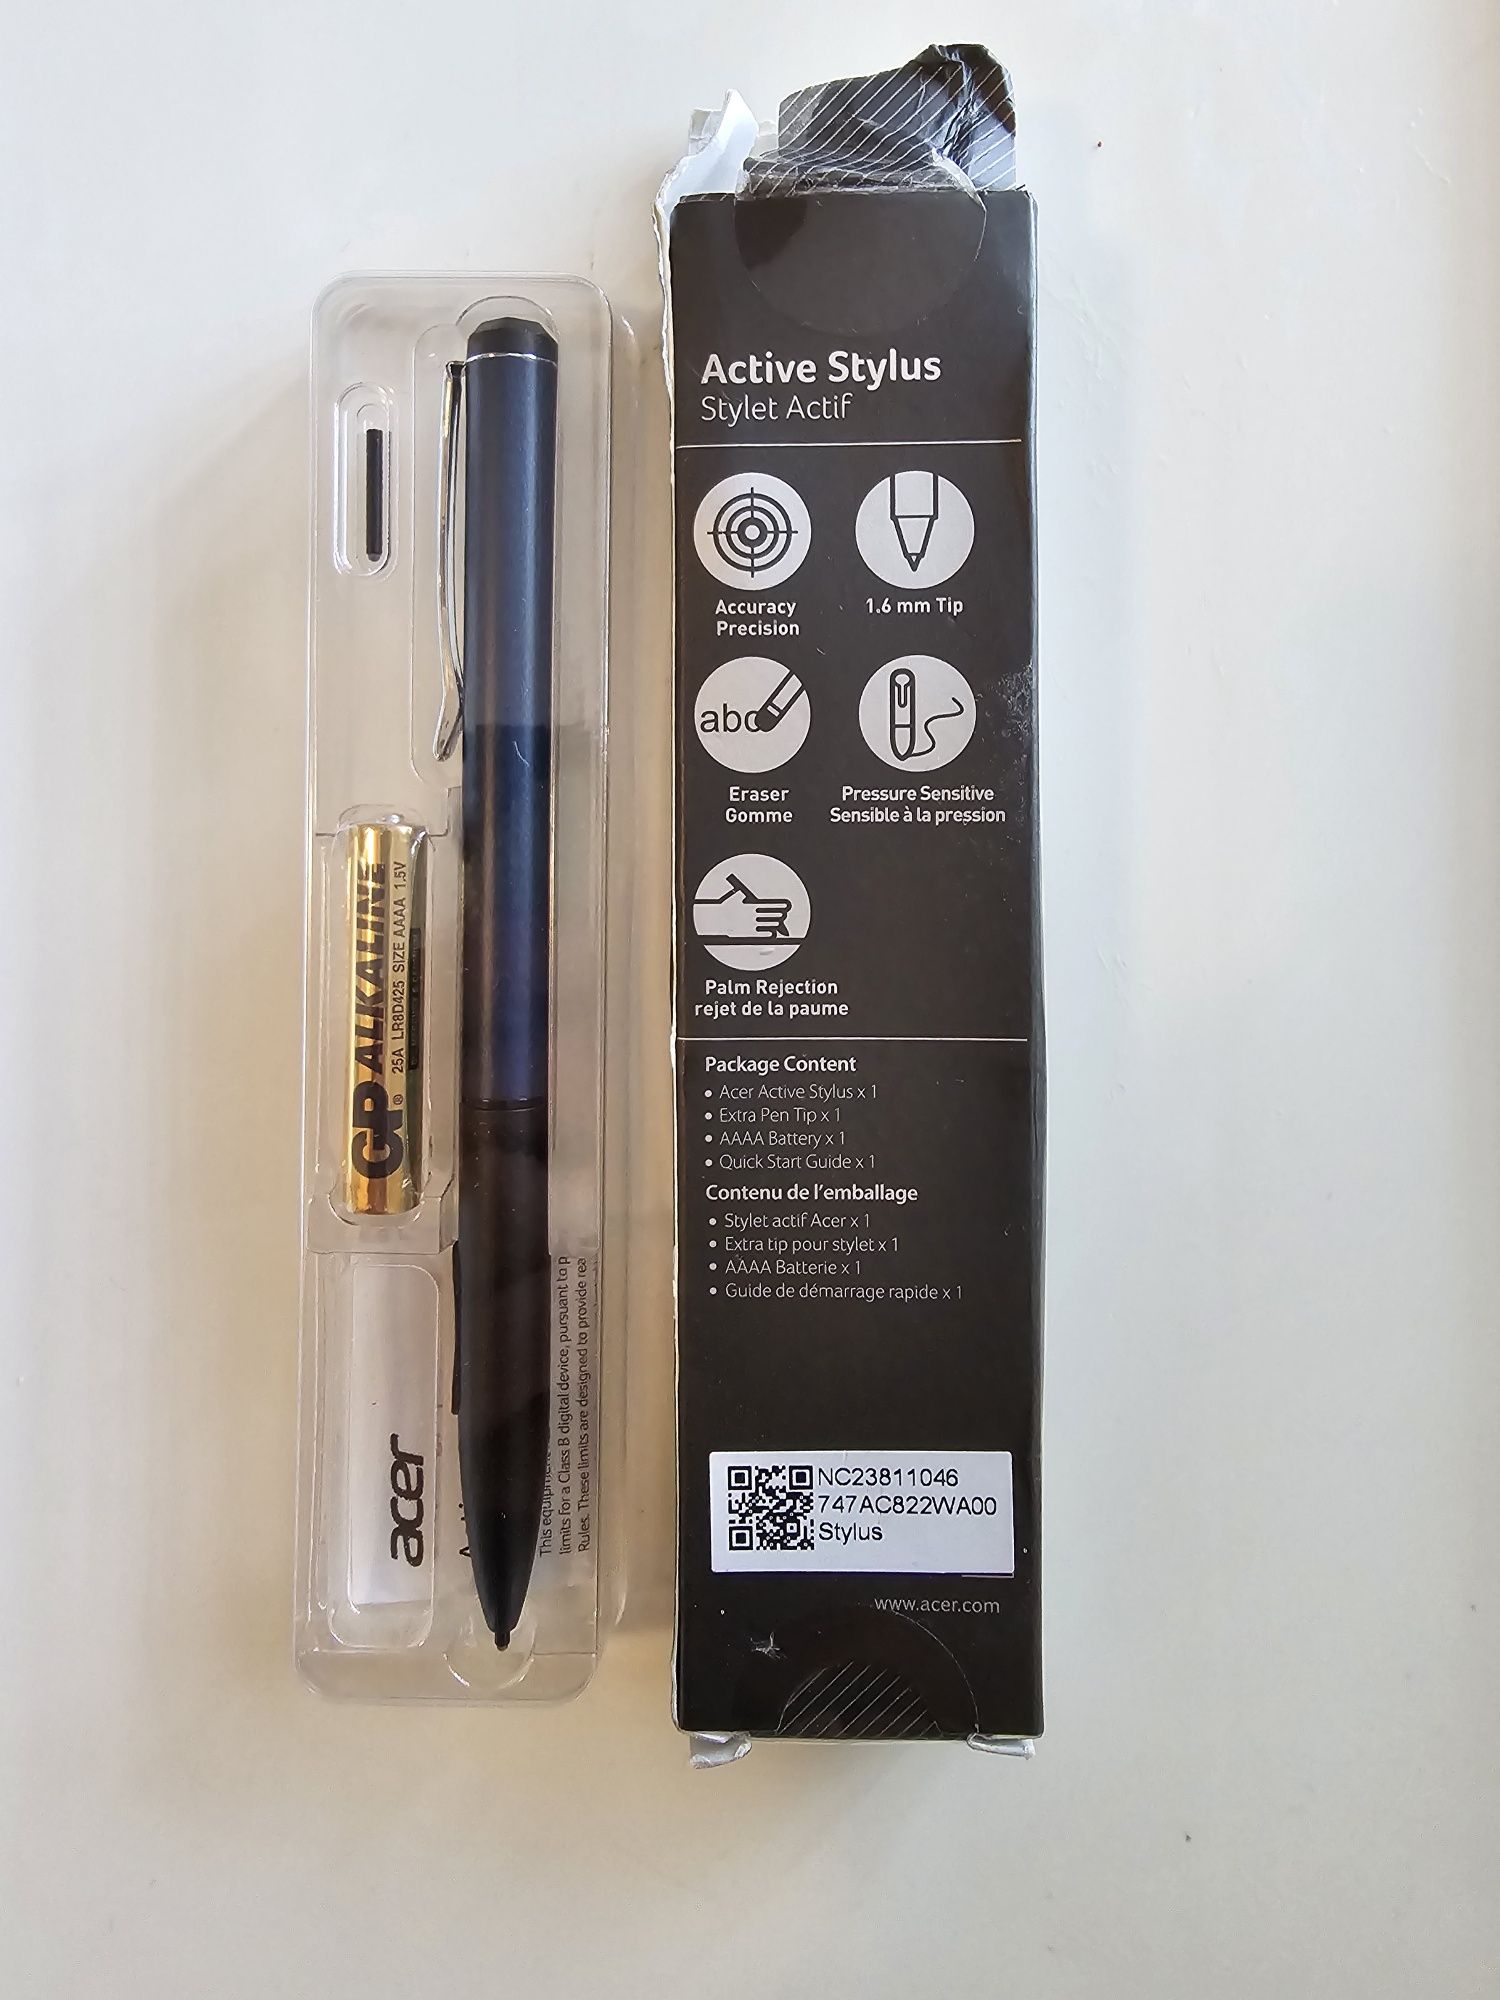 GP ALKALINE
® 25A LR8D425 SIZE AAAA 1.5V
acer
This equipment
limits for a Class B digital device, pursuant to p
Rules. These limits are designed to provide rea
Active Stylus
Stylet Actif
Accuracy
Precision
1.6 mm Tip
abc
Eraser
Gomme
Pressure Sensitive
Sensible à la pression
Palm Rejection
rejet de la paume
Package Content
• Acer Active Stylus x 1
• Extra Pen Tip x 1
• AAAA Battery x 1
• Quick Start Guide x 1
Contenu de l'emballage
• Stylet actif Acer x 1
• Extra tip pour stylet x 1
• AAAA Batterie x 1
• Guide de démarrage rapide x 1
NC23811046
747AC822WA00
Stylus
www.acer.com